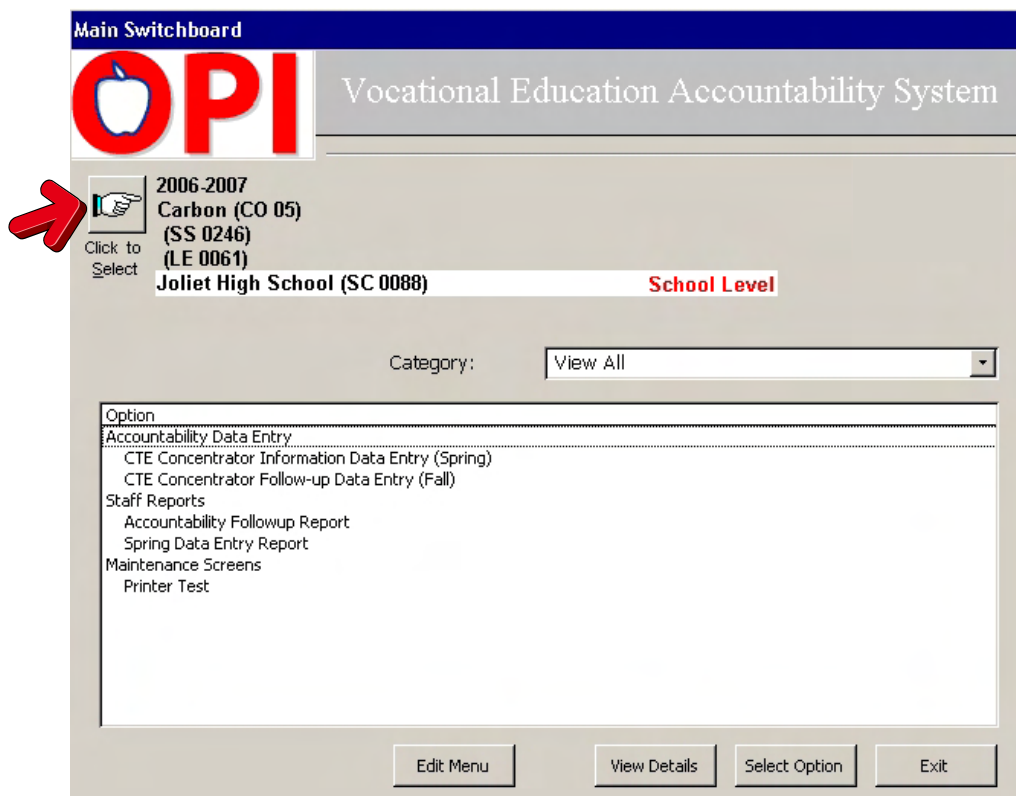 Main Switchboard
OPI
Vocational Education Accountability System
2006-2007
Carbon (CO 05)
(SS 0246)
(LE 0061)
Click to
Select
Joliet High School (SC 0088) School Level
Category: View All
Option
Accountability Data Entry
CTE Concentrator Information Data Entry (Spring)
CTE Concentrator Follow-up Data Entry (Fall)
Staff Reports
Accountability Followup Report
Spring Data Entry Report
Maintenance Screens
Printer Test
Edit Menu View Details Select Option Exit